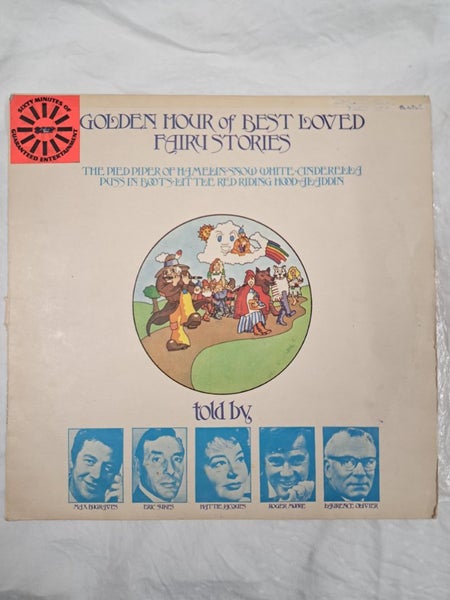 SIXTY MINUTES OF
GUARANTEED ENTERTAINMENT
GOLDEN HOUR of BEST LOVED
FAIRY STORIES
THE PIED PIPER OF HAMELIN·SNOW WHITE·CINDERELLA
PUSS IN BOOTS·LITTLE RED RIDING HOOD·ALADDIN
told by
MAX BYGRAVES
ERIC SYKES
HATTIE JACQUES
ROGER MOORE
LAURENCE OLIVIER